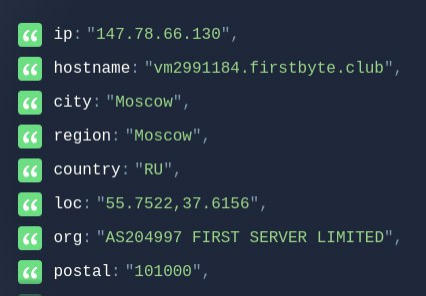 ip: "147.78.66.130",
hostname: "vm2991184.firstbyte.club",
city: "Moscow",
region: "Moscow",
country: "RU",
loc: "55.7522,37.6156",
org: "AS204997 FIRST SERVER LIMITED",
postal: "101000",